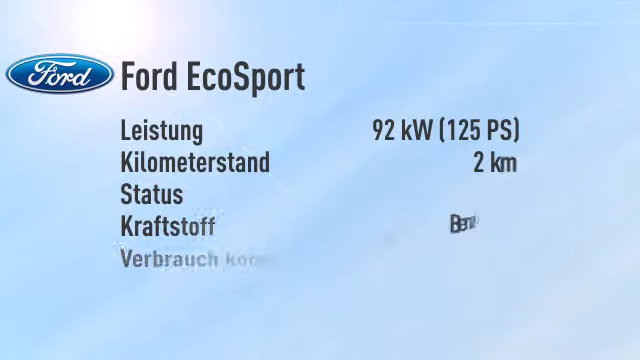 Ford Ford EcoSport
Leistung 92 kW (125 PS)
Kilometerstand 2 km
Status
Kraftstoff
Verbrauch